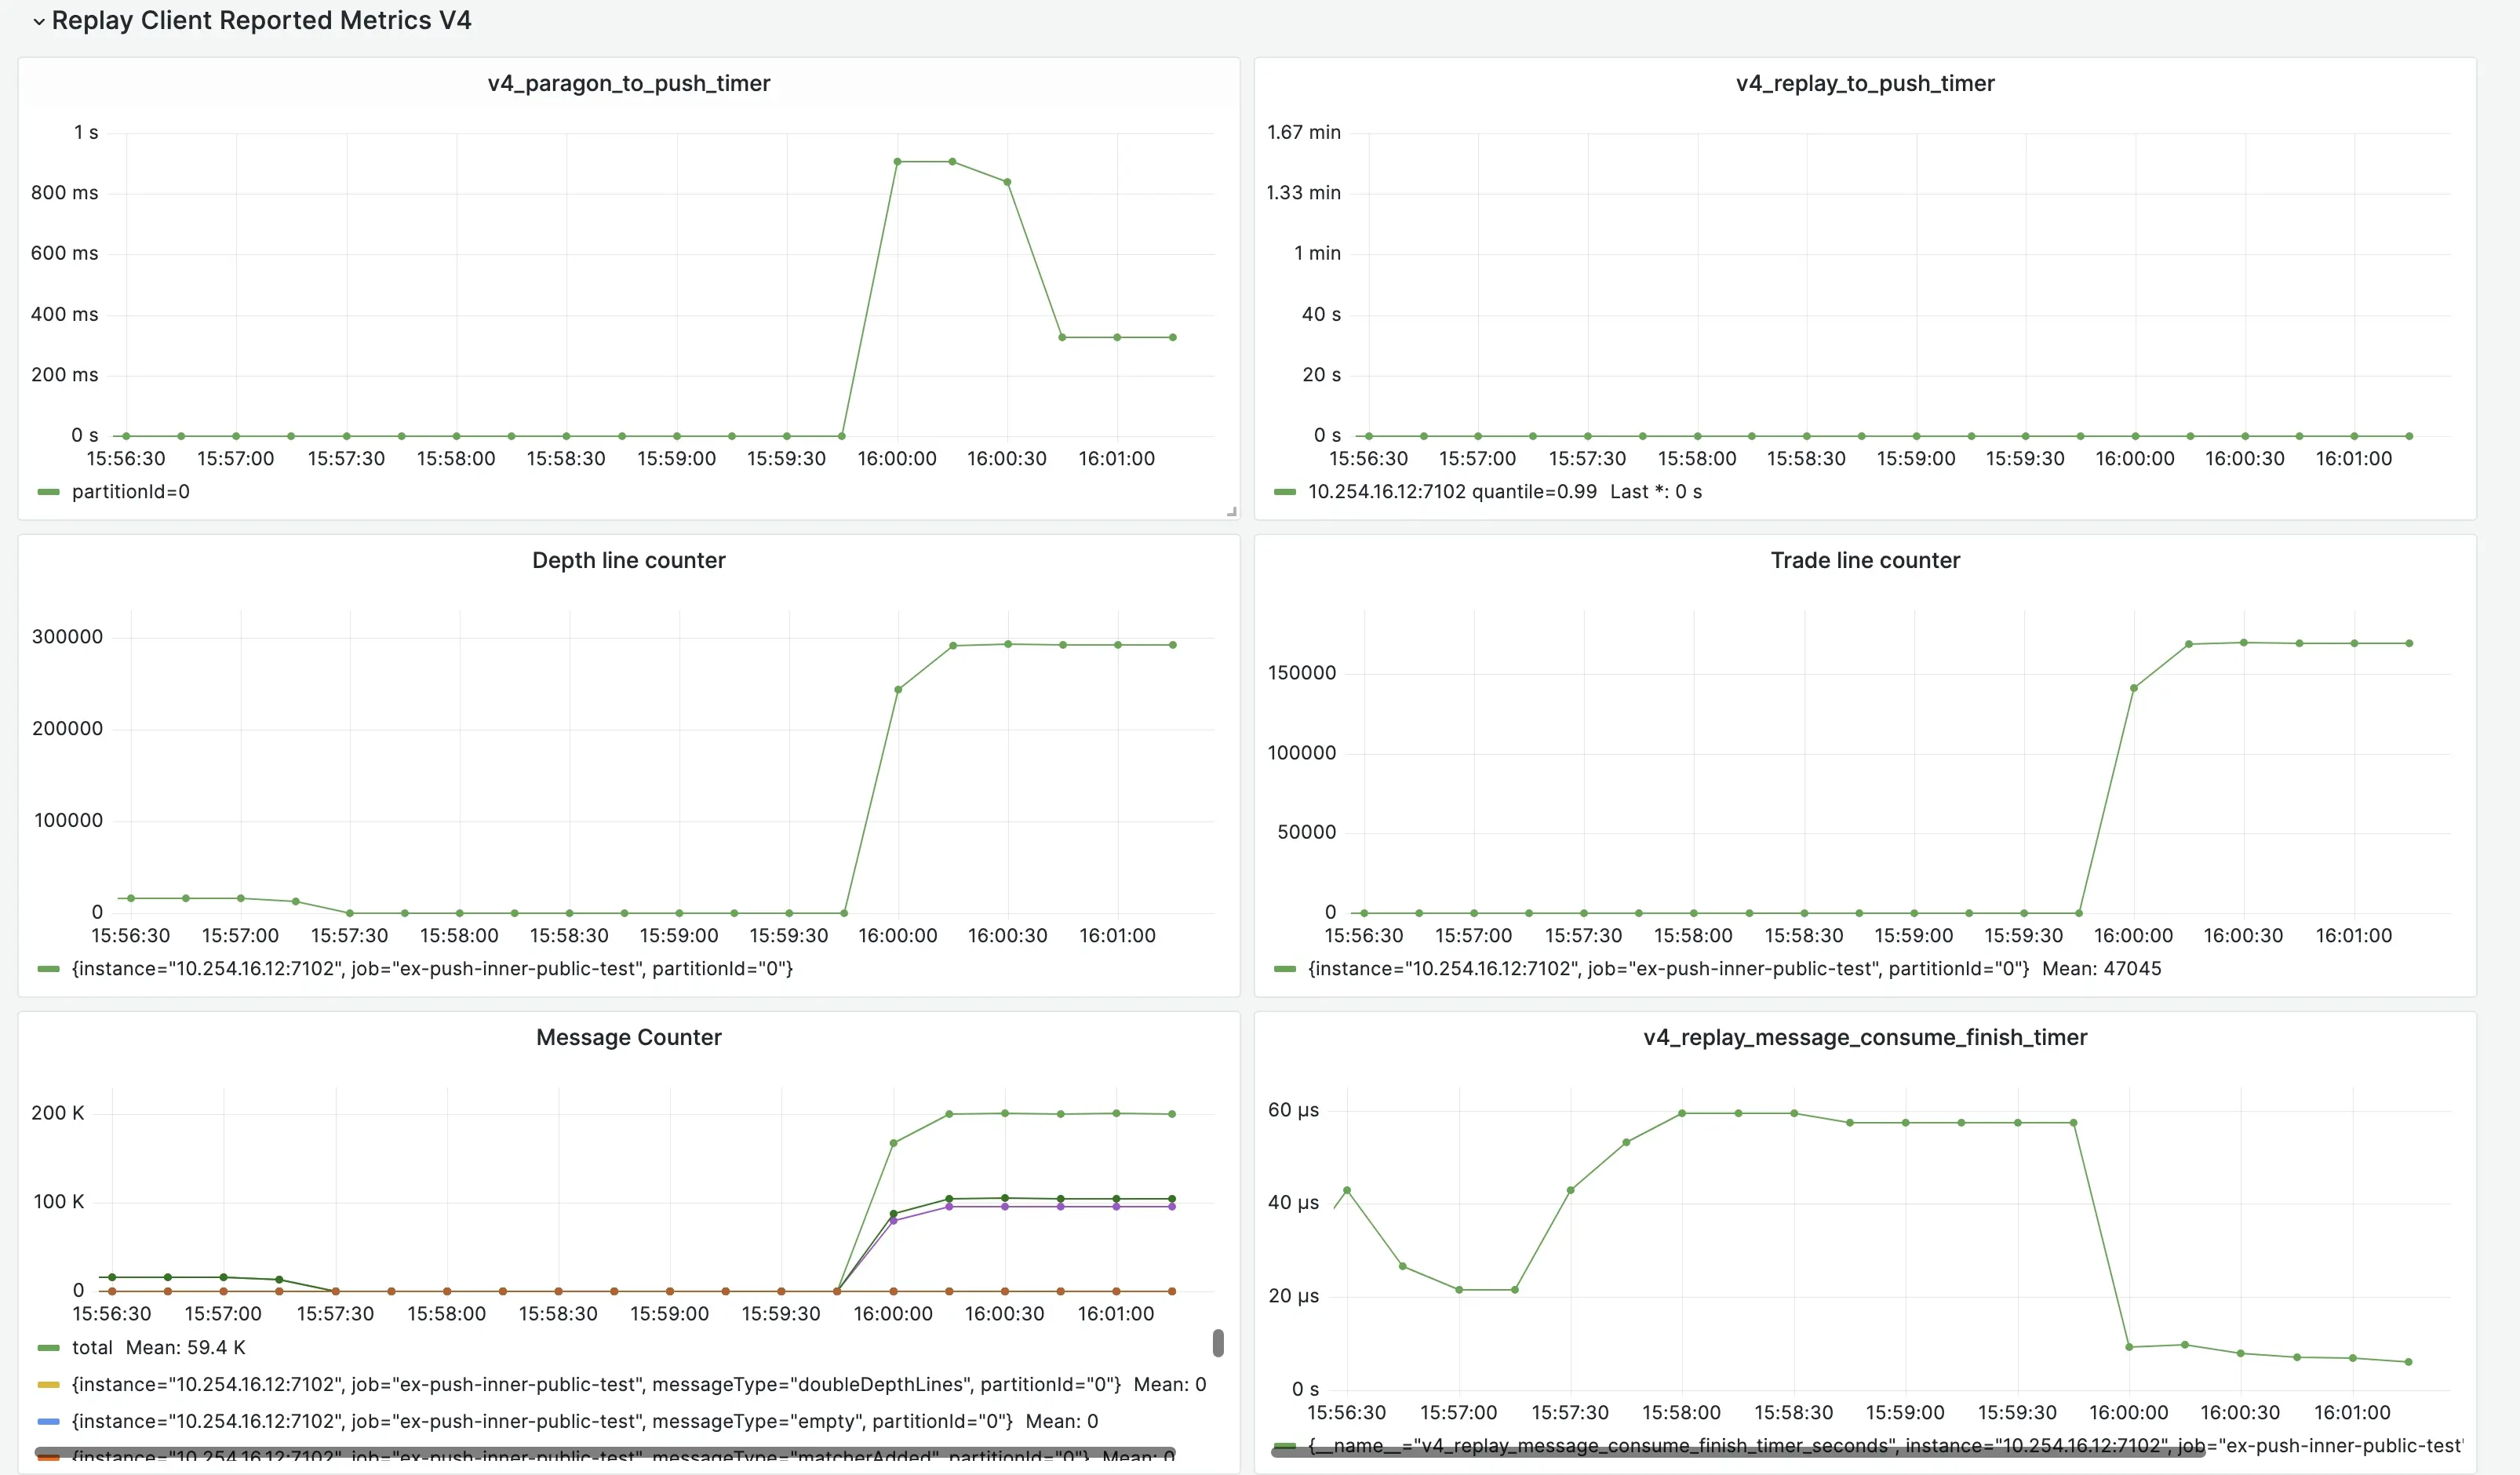 Replay Client Reported Metrics V4
v4_paragon_to_push_timer
1 s
800 ms
600 ms
400 ms
200 ms
0 s
15:56:30 15:57:00 15:57:30 15:58:00 15:58:30 15:59:00 15:59:30 16:00:00 16:00:30 16:01:00
partitionId=0
v4_replay_to_push_timer
1.67 min
1.33 min
1 min
40 s
20 s
0 s
15:56:30 15:57:00 15:57:30 15:58:00 15:58:30 15:59:00 15:59:30 16:00:00 16:00:30 16:01:00
10.254.16.12:7102 quantile=0.99 Last *: 0 s
Depth line counter
300000
200000
100000
0
15:56:30 15:57:00 15:57:30 15:58:00 15:58:30 15:59:00 15:59:30 16:00:00 16:00:30 16:01:00
{instance="10.254.16.12:7102", job="ex-push-inner-public-test", partitionId="0"}
Trade line counter
150000
100000
50000
0
15:56:30 15:57:00 15:57:30 15:58:00 15:58:30 15:59:00 15:59:30 16:00:00 16:00:30 16:01:00
{instance="10.254.16.12:7102", job="ex-push-inner-public-test", partitionId="0"} Mean: 47045
Message Counter
200 K
100 K
0
15:56:30 15:57:00 15:57:30 15:58:00 15:58:30 15:59:00 15:59:30 16:00:00 16:00:30 16:01:00
total Mean: 59.4 K
{instance="10.254.16.12:7102", job="ex-push-inner-public-test", messageType="doubleDepthLines", partitionId="0"} Mean: 0
{instance="10.254.16.12:7102", job="ex-push-inner-public-test", messageType="empty", partitionId="0"} Mean: 0
{instance="10.254.16.12:7102", job="ex-push-inner-public-test", messageType="matcherAdded", partitionId="0"} Mean: 0
v4_replay_message_consume_finish_timer
60 µs
40 µs
20 µs
0 s
15:56:30 15:57:00 15:57:30 15:58:00 15:58:30 15:59:00 15:59:30 16:00:00 16:00:30 16:01:00
{__name__="v4_replay_message_consume_finish_timer_seconds", instance="10.254.16.12:7102", job="ex-push-inner-public-test"